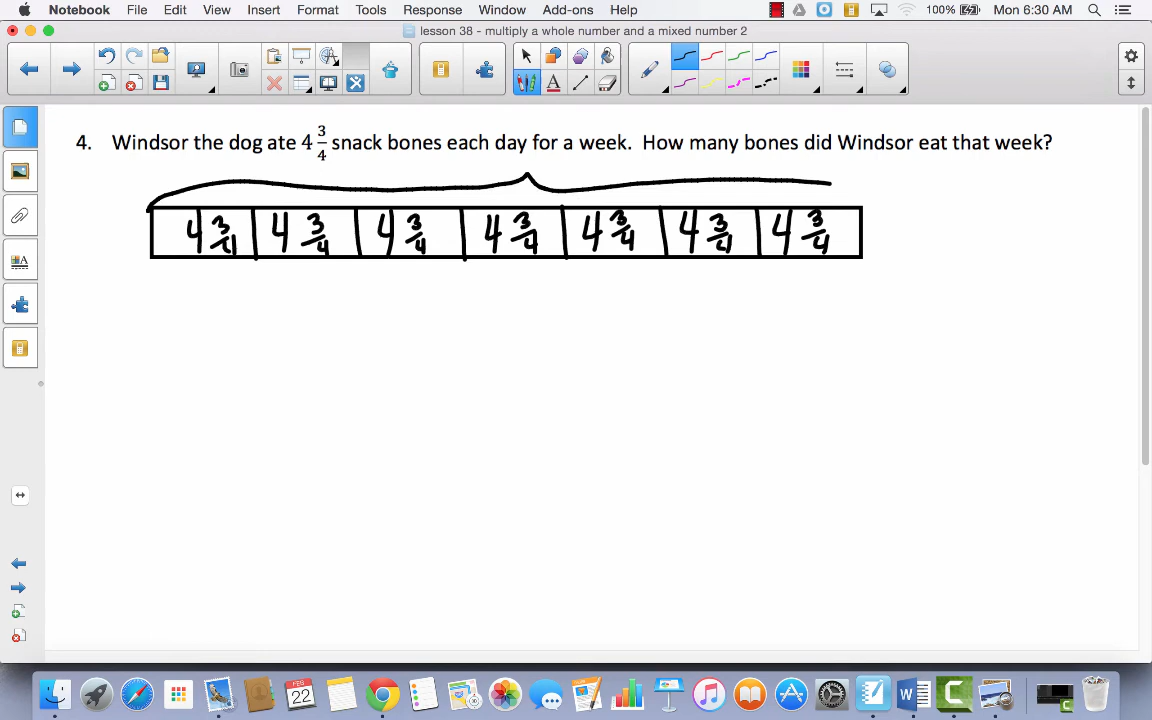 Notebook File Edit View Insert Format Tools Response Window Add-ons Help 100% Mon 6:30 AM
lesson 38 - multiply a whole number and a mixed number 2
4. Windsor the dog ate 4 3/4 snack bones each day for a week. How many bones did Windsor eat that week?
4 3/4 4 3/4 4 3/4 4 3/4 4 3/4 4 3/4 4 3/4
FEB
22